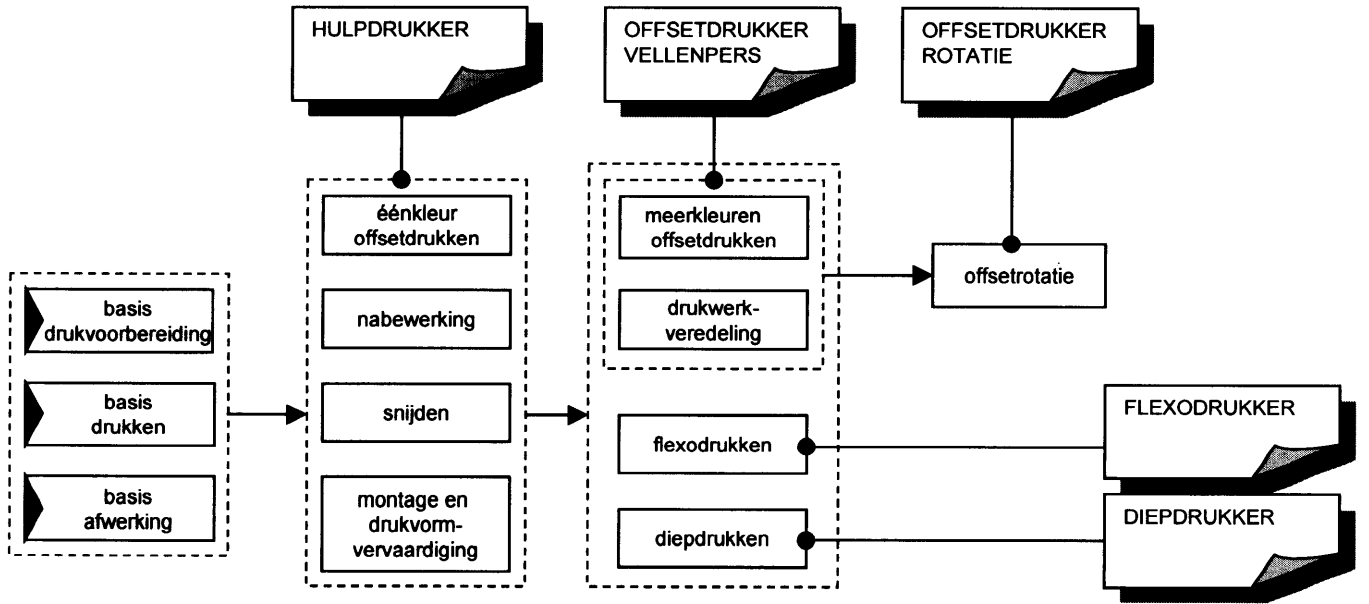 HULPDRUKKER
OFFSETDRUKKER
VELLENPERS
OFFSETDRUKKER
ROTATIE
basis
drukvoorbereiding
basis
drukken
basis
afwerking
éénkleur
offsetdrukken
nabewerking
snijden
montage en
drukvorm-
vervaardiging
meerkleuren
offsetdrukken
drukwerk-
veredeling
flexodrukken
diepdrukken
offsetrotatie
FLEXODRUKKER
DIEPDRUKKER